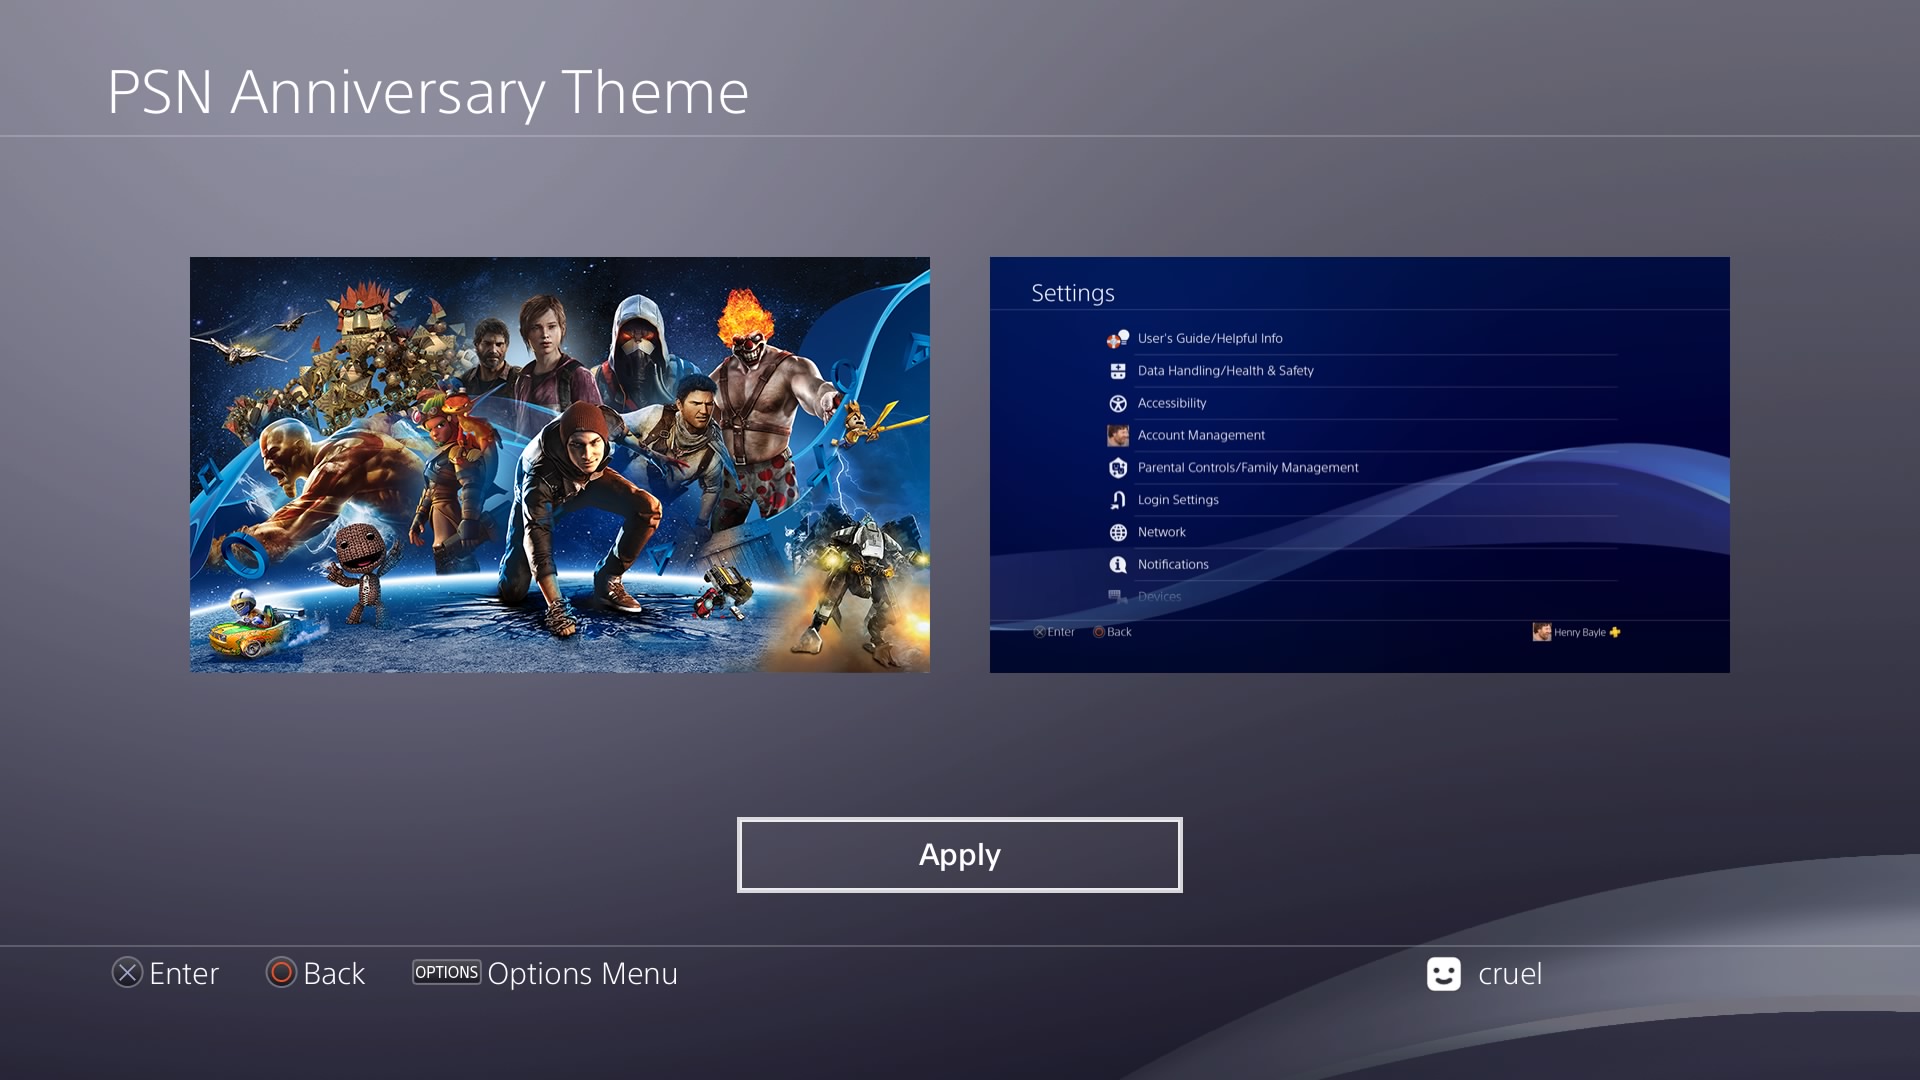 PSN Anniversary Theme
Settings
User's Guide/Helpful Info
Data Handling/Health & Safety
Accessibility
Account Management
Parental Controls/Family Management
Login Settings
Network
Notifications
Devices
Enter Back Henry Bayle
Apply
Enter Back OPTIONS Options Menu cruel